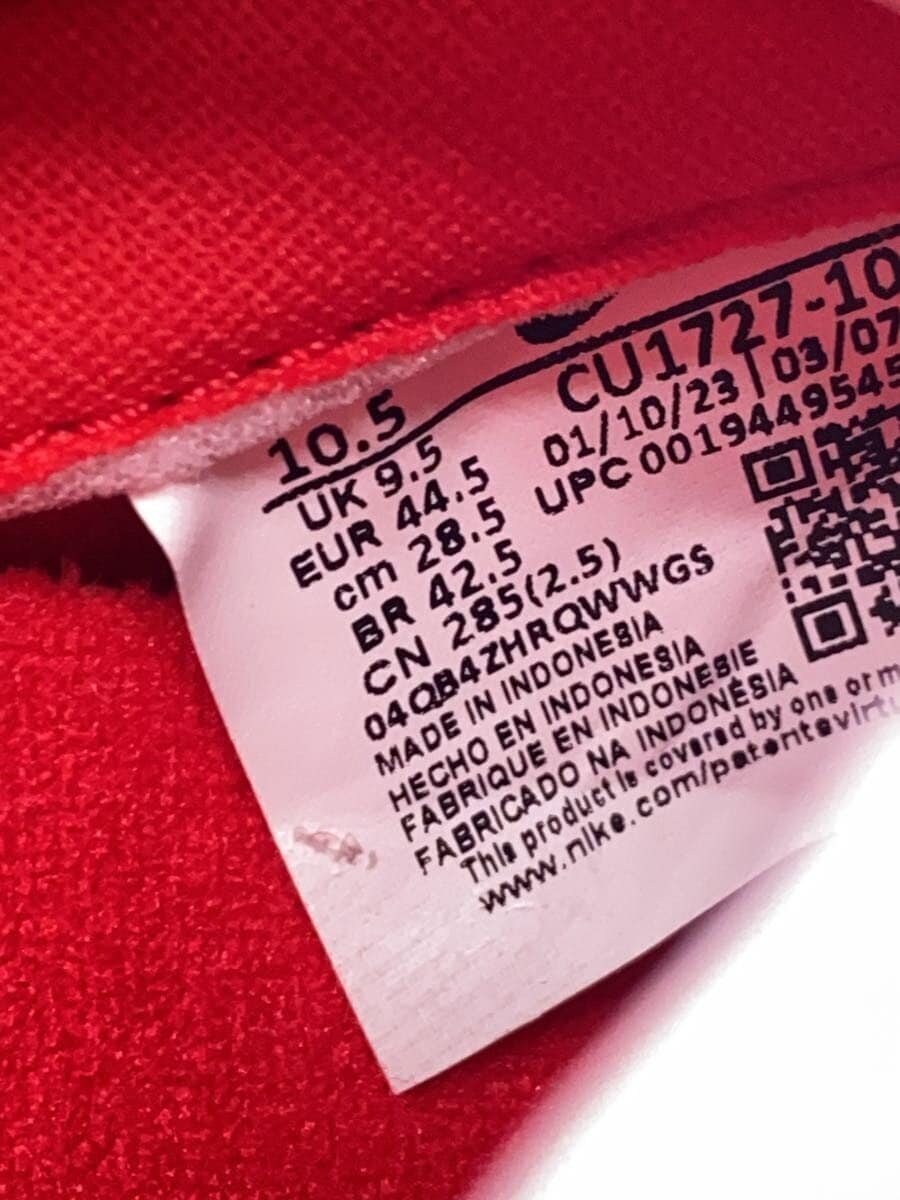 10.5
UK 9.5
EUR 44.5
cm 28.5
BR 42.5
CN 285(2.5)
04QB4ZHRQWWGS
MADE IN INDONESIA
HECHO EN INDONESIA
FABRIQUE EN INDONESIE
FABRICADO NA INDONÉSIA
This product is covered by one or m
www.nike.com/patentsvirtu
CU1727-10
01/10/23 | 03/07
UPC 0019449545